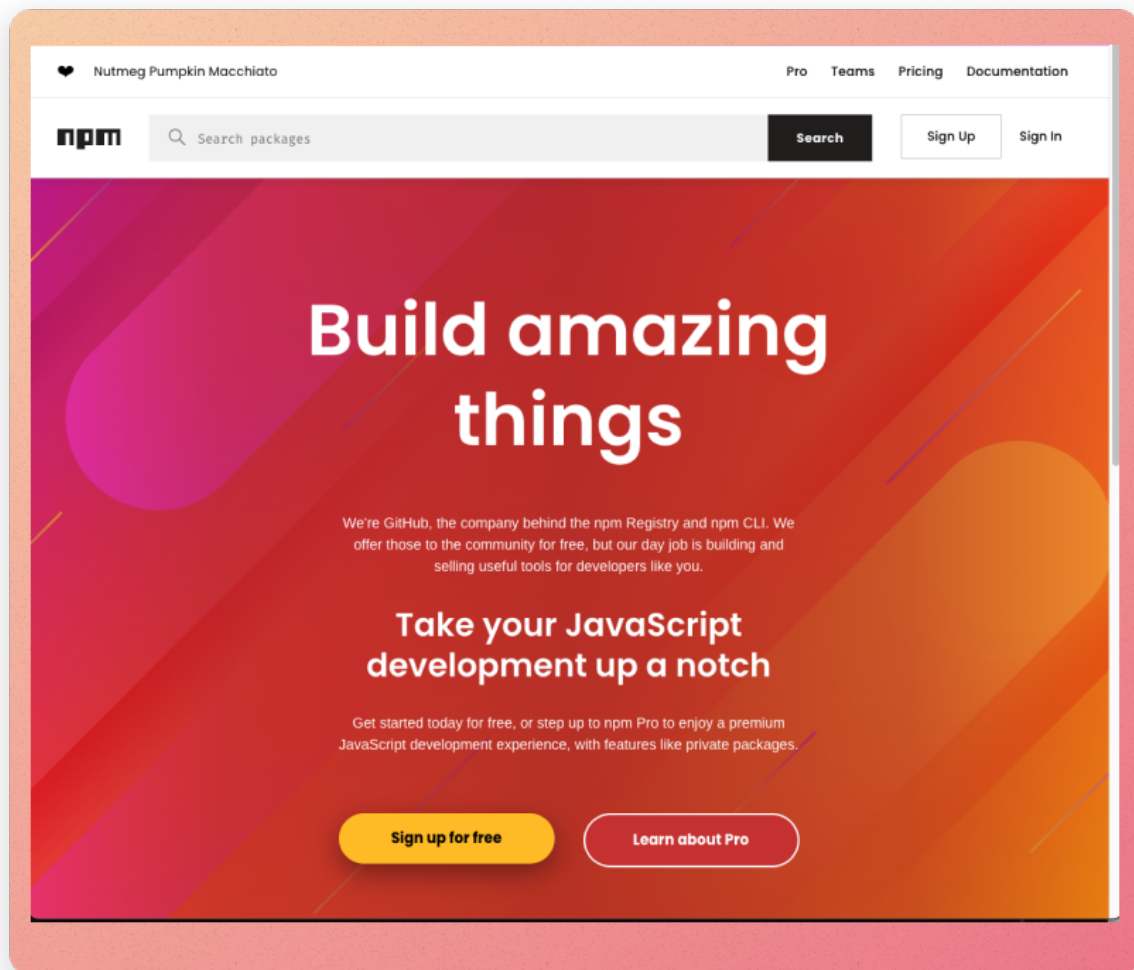 ❤ Nutmeg Pumpkin Macchiato
Pro Teams Pricing Documentation
npm
Search packages
Search
Sign Up
Sign In
Build amazing
things
We're GitHub, the company behind the npm Registry and npm CLI. We
offer those to the community for free, but our day job is building and
selling useful tools for developers like you.
Take your JavaScript
development up a notch
Get started today for free, or step up to npm Pro to enjoy a premium
JavaScript development experience, with features like private packages.
Sign up for free
Learn about Pro